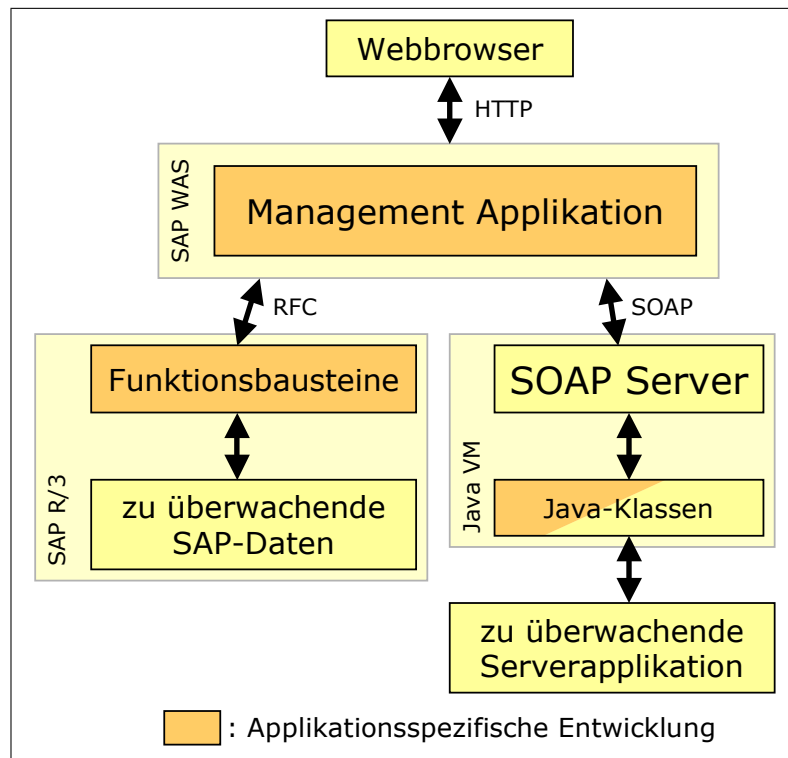 Webbrowser
HTTP
SAP WAS
Management Applikation
RFC
SOAP
SAP R/3
Funktionsbausteine
zu überwachende
SAP-Daten
Java VM
SOAP Server
Java-Klassen
zu überwachende
Serverapplikation
: Applikationsspezifische Entwicklung